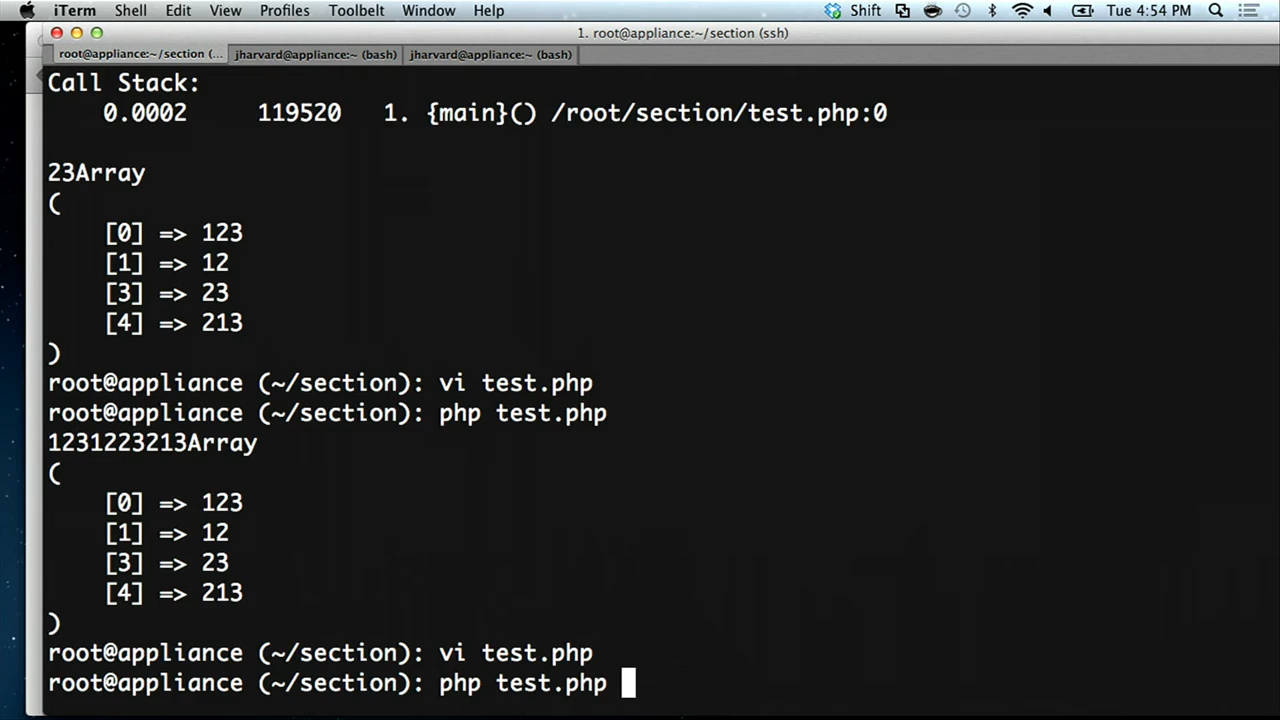 iTerm Shell Edit View Profiles Toolbelt Window Help Shift Tue 4:54 PM
1. root@appliance:~/section (ssh)
root@appliance:~/section (... jharvard@appliance:~ (bash) jharvard@appliance:~ (bash)
Call Stack:
0.0002 119520 1. {main}() /root/section/test.php:0
23Array
(
[0] => 123
[1] => 12
[3] => 23
[4] => 213
)
root@appliance (~/section): vi test.php
root@appliance (~/section): php test.php
1231223213Array
(
[0] => 123
[1] => 12
[3] => 23
[4] => 213
)
root@appliance (~/section): vi test.php
root@appliance (~/section): php test.php